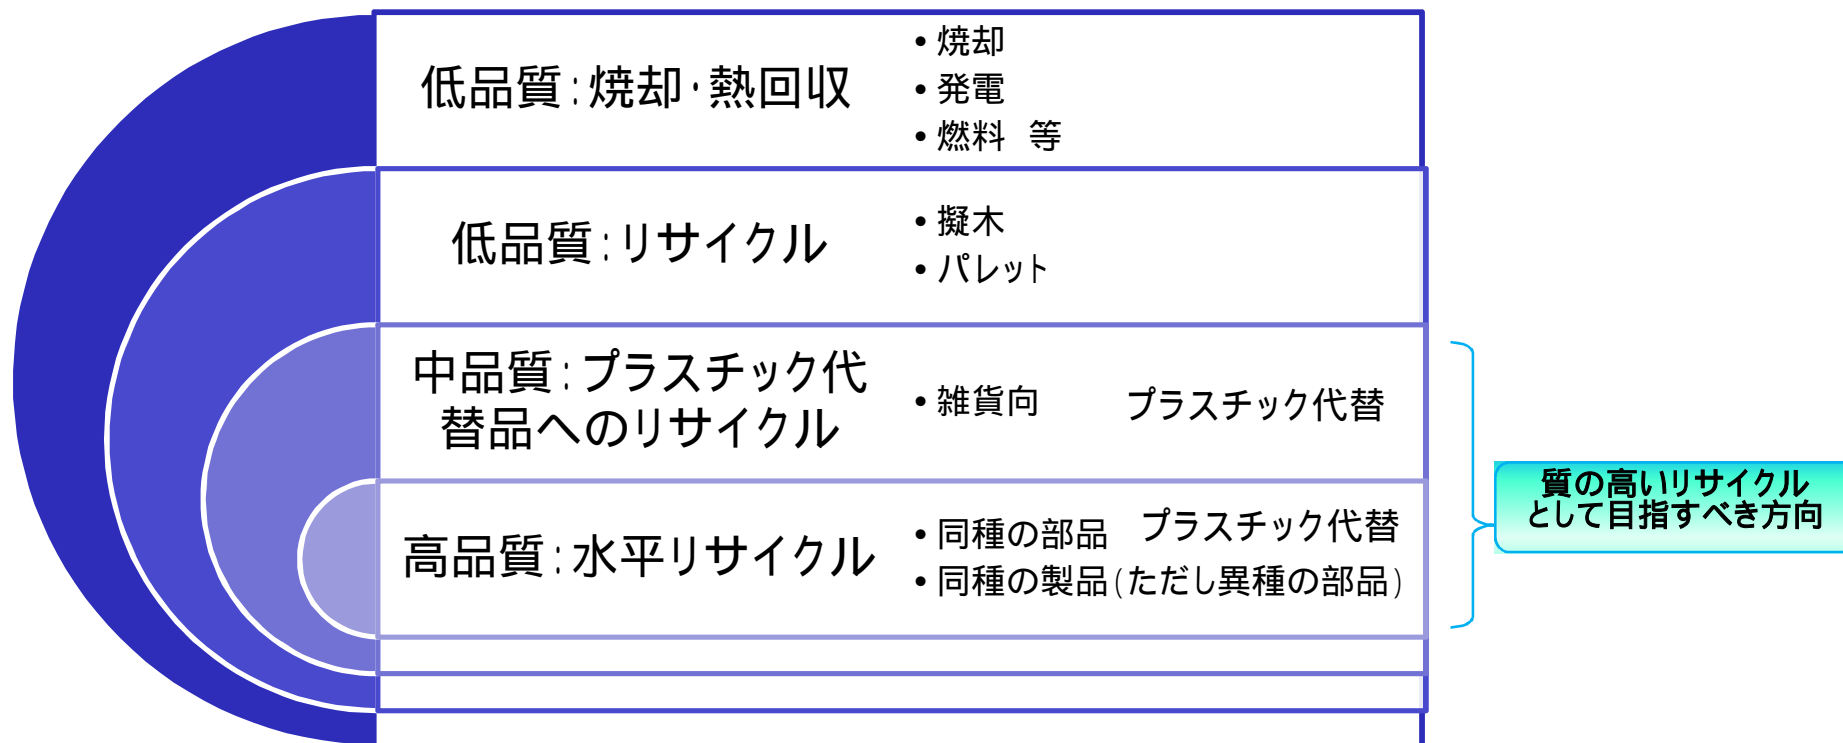 低品質：焼却・熱回収
• 焼却
• 発電
• 燃料　等
低品質：リサイクル
• 擬木
• パレット
中品質：プラスチック代
替品へのリサイクル
• 雑貨向　プラスチック代替
高品質：水平リサイクル
• 同種の部品　プラスチック代替
• 同種の製品(ただし異種の部品)
質の高いリサイクル
として目指すべき方向